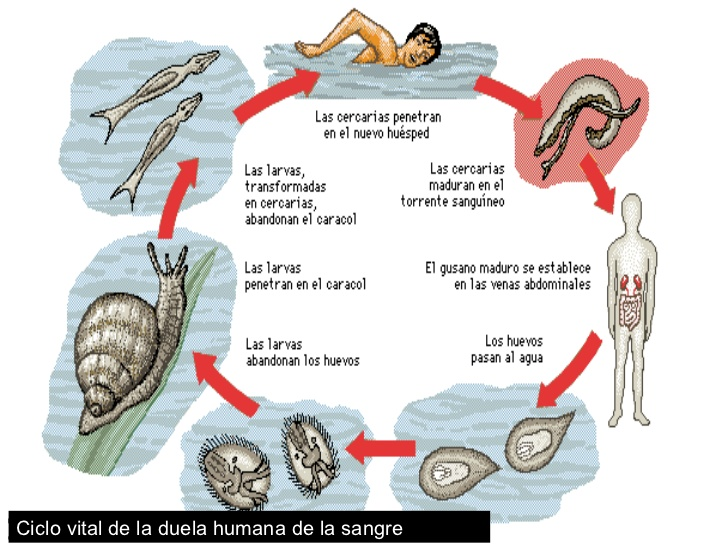 Las cercarias penetran
en el nuevo huésped
Las cercarias
maduran en el
torrente sanguíneo
El gusano maduro se establece
en las venas abdominales
Los huevos
pasan al agua
Las larvas
abandonan los huevos
Las larvas
penetran en el caracol
Las larvas,
transformadas
en cercarias,
abandonan el caracol
Ciclo vital de la duela humana de la sangre